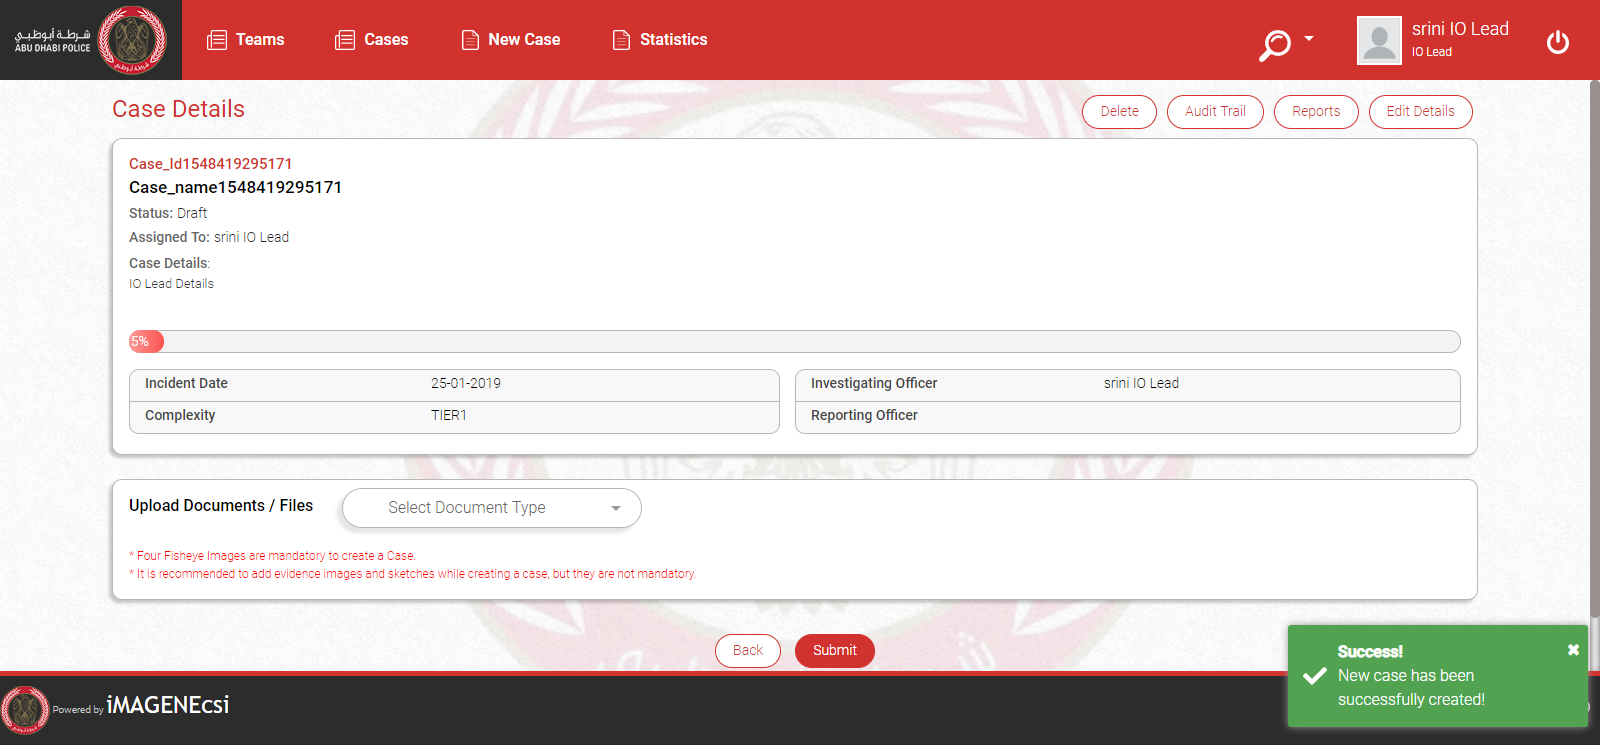 شرطة أبوظبي
ABU DHABI POLICE
Teams
Cases
New Case
Statistics
srini IO Lead
IO Lead
Case Details
Delete
Audit Trail
Reports
Edit Details
Case_Id1548419295171
Case_name1548419295171
Status: Draft
Assigned To: srini IO Lead
Case Details:
IO Lead Details
5%
Incident Date 25-01-2019
Complexity TIER1
Investigating Officer srini IO Lead
Reporting Officer
Upload Documents / Files
Select Document Type
* Four Fisheye Images are mandatory to create a Case.
* It is recommended to add evidence images and sketches while creating a case, but they are not mandatory.
Back
Submit
Success!
New case has been
successfully created!
Powered by iMAGENEcsi